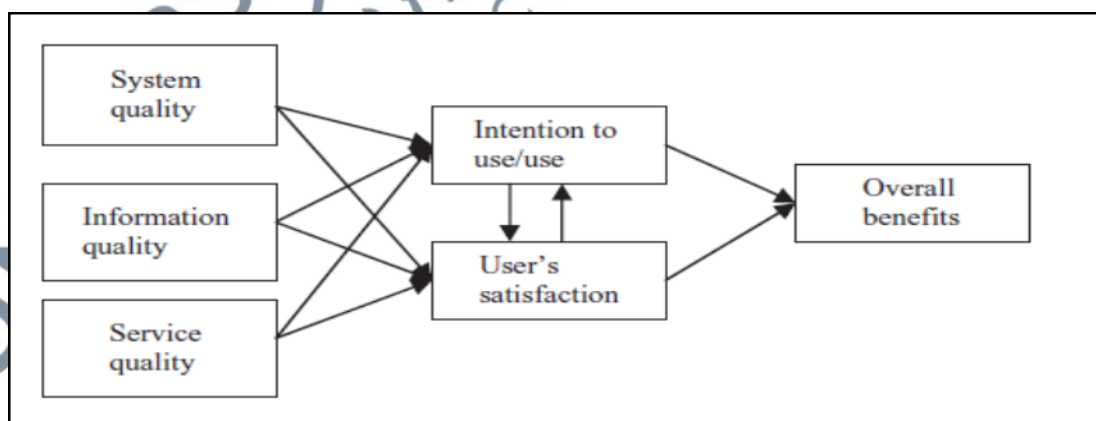 System
quality
Information
quality
Service
quality
Intention to
use/use
User's
satisfaction
Overall
benefits